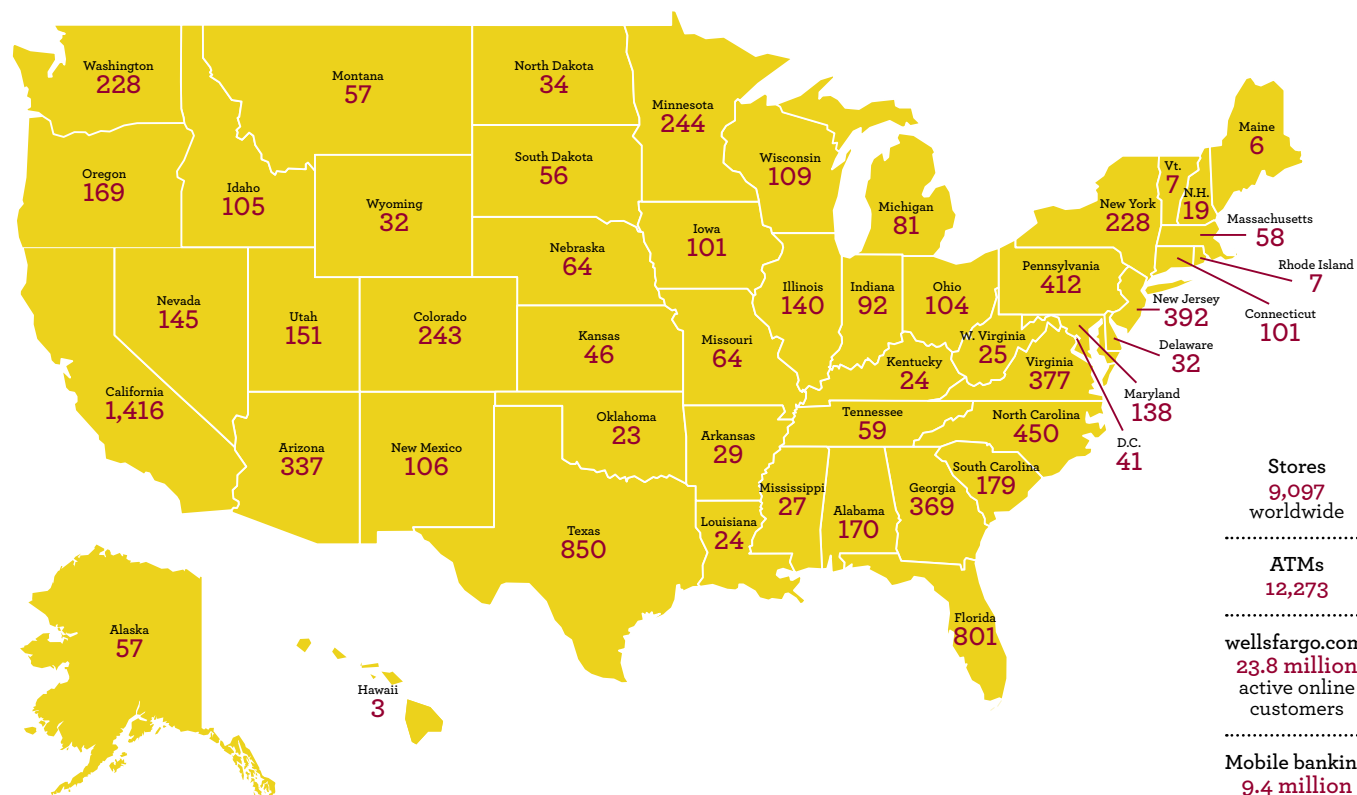 Washington
228
Montana
57
North Dakota
34
Minnesota
244
Maine
6
Oregon
169
Idaho
105
Wyoming
32
South Dakota
56
Wisconsin
109
Michigan
81
New York
228
Vt.
7
N.H.
19
Massachusetts
58
Rhode Island
7
Connecticut
101
Nebraska
64
Iowa
101
Illinois
140
Indiana
92
Ohio
104
Pennsylvania
412
New Jersey
392
Delaware
32
Maryland
138
D.C.
41
Nevada
145
Utah
151
Colorado
243
Kansas
46
Missouri
64
Kentucky
24
W. Virginia
25
Virginia
377
California
1,416
Arizona
337
New Mexico
106
Oklahoma
23
Arkansas
29
Tennessee
59
North Carolina
450
South Carolina
179
Mississippi
27
Alabama
170
Georgia
369
Texas
850
Louisiana
24
Florida
801
Alaska
57
Hawaii
3
Stores
9,097
worldwide
ATMs
12,273
wellsfargo.com
23.8 million
active online
customers
Mobile bankin
9.4 million